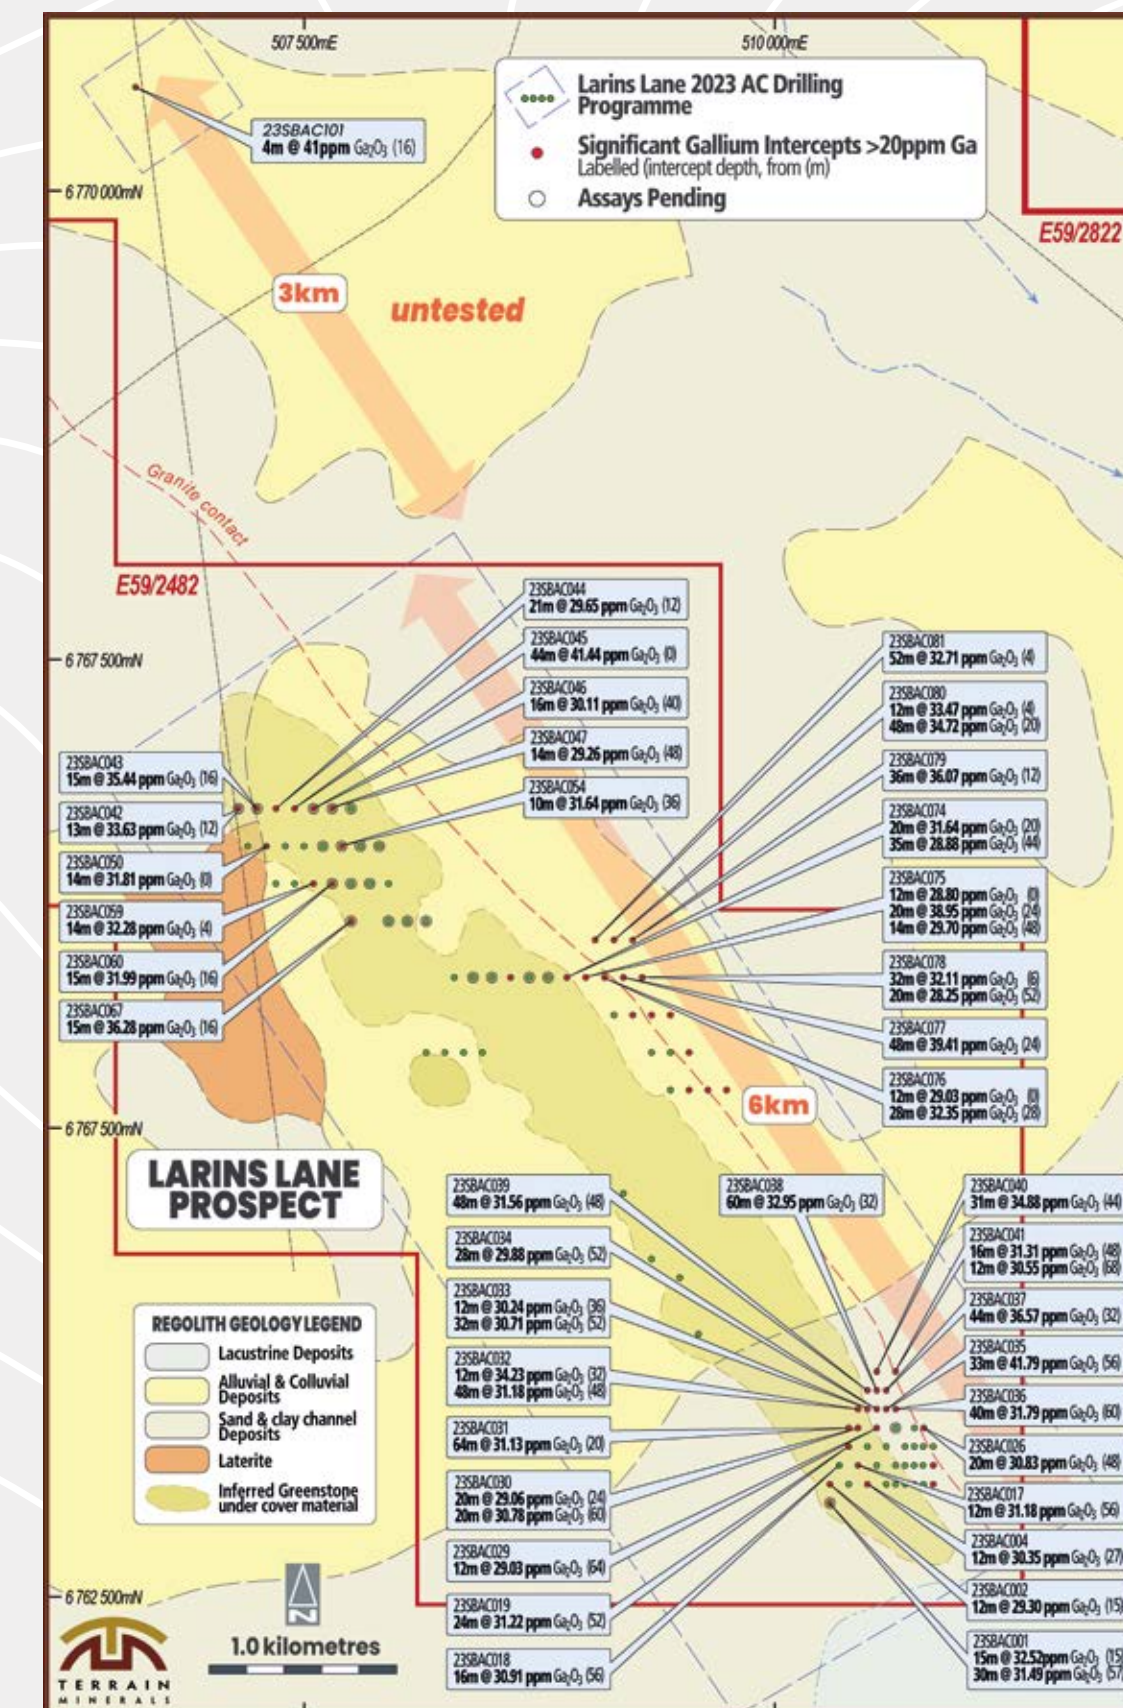 507 500mE
510 000mE
Larins Lane 2023 AC Drilling
Programme
Significant Gallium Intercepts >20ppm Ga
Labelled (intercept depth, from (m)
Assays Pending
23SBAC101
4m @ 41ppm Ga₂O₃ (16)
6 770 000mN
E59/2822
3km
untested
Granite contact
E59/2482
23SBAC044
21m @ 29.65 ppm Ga₂O₃ (12)
23SBAC045
44m @ 41.44 ppm Ga₂O₃ (0)
23SBAC046
16m @ 30.11 ppm Ga₂O₃ (40)
23SBAC047
14m @ 29.26 ppm Ga₂O₃ (48)
23SBAC054
10m @ 31.64 ppm Ga₂O₃ (36)
6 767 500mN
23SBAC081
52m @ 32.71 ppm Ga₂O₃ (4)
23SBAC080
12m @ 33.47 ppm Ga₂O₃ (4)
48m @ 34.72 ppm Ga₂O₃ (20)
23SBAC079
36m @ 36.07 ppm Ga₂O₃ (12)
23SBAC074
20m @ 31.64 ppm Ga₂O₃ (20)
35m @ 28.88 ppm Ga₂O₃ (44)
23SBAC075
12m @ 28.80 ppm Ga₂O₃ (0)
20m @ 38.95 ppm Ga₂O₃ (24)
14m @ 29.70 ppm Ga₂O₃ (48)
23SBAC078
32m @ 32.11 ppm Ga₂O₃ (6)
20m @ 28.25 ppm Ga₂O₃ (52)
23SBAC077
48m @ 39.41 ppm Ga₂O₃ (24)
23SBAC076
12m @ 29.03 ppm Ga₂O₃ (0)
28m @ 32.35 ppm Ga₂O₃ (28)
23SBAC043
15m @ 35.44 ppm Ga₂O₃ (16)
23SBAC042
13m @ 33.63 ppm Ga₂O₃ (12)
23SBAC050
14m @ 31.81 ppm Ga₂O₃ (0)
23SBAC059
14m @ 32.28 ppm Ga₂O₃ (4)
23SBAC060
15m @ 31.99 ppm Ga₂O₃ (16)
23SBAC067
15m @ 36.28 ppm Ga₂O₃ (16)
6km
6 767 500mN
LARINS LANE
PROSPECT
23SBAC039
48m @ 31.56 ppm Ga₂O₃ (48)
23SBAC034
28m @ 29.88 ppm Ga₂O₃ (52)
23SBAC033
12m @ 30.24 ppm Ga₂O₃ (36)
32m @ 30.71 ppm Ga₂O₃ (52)
23SBAC032
12m @ 34.23 ppm Ga₂O₃ (32)
48m @ 31.18 ppm Ga₂O₃ (48)
23SBAC031
64m @ 31.13 ppm Ga₂O₃ (20)
23SBAC030
20m @ 29.06 ppm Ga₂O₃ (24)
20m @ 30.78 ppm Ga₂O₃ (60)
23SBAC029
12m @ 29.03 ppm Ga₂O₃ (64)
23SBAC019
24m @ 31.22 ppm Ga₂O₃ (52)
23SBAC018
16m @ 30.91 ppm Ga₂O₃ (56)
23SBAC038
60m @ 32.95 ppm Ga₂O₃ (32)
23SBAC040
31m @ 34.88 ppm Ga₂O₃ (44)
23SBAC041
16m @ 31.31 ppm Ga₂O₃ (48)
12m @ 30.55 ppm Ga₂O₃ (68)
23SBAC037
44m @ 36.57 ppm Ga₂O₃ (32)
23SBAC035
33m @ 41.79 ppm Ga₂O₃ (56)
23SBAC036
40m @ 31.79 ppm Ga₂O₃ (60)
23SBAC026
20m @ 30.83 ppm Ga₂O₃ (48)
23SBAC017
12m @ 31.18 ppm Ga₂O₃ (56)
23SBAC004
12m @ 30.35 ppm Ga₂O₃ (27)
23SBAC002
12m @ 29.30 ppm Ga₂O₃ (15)
23SBAC001
15m @ 32.52ppm Ga₂O₃ (15)
30m @ 31.49 ppm Ga₂O₃ (57)
REGOLITH GEOLOGY LEGEND
Lacustrine Deposits
Alluvial & Colluvial
Deposits
Sand & clay channel
Deposits
Laterite
Inferred Greenstone
under cover material
6 762 500mN
N
1.0 kilometres
TERRAIN
MINERALS